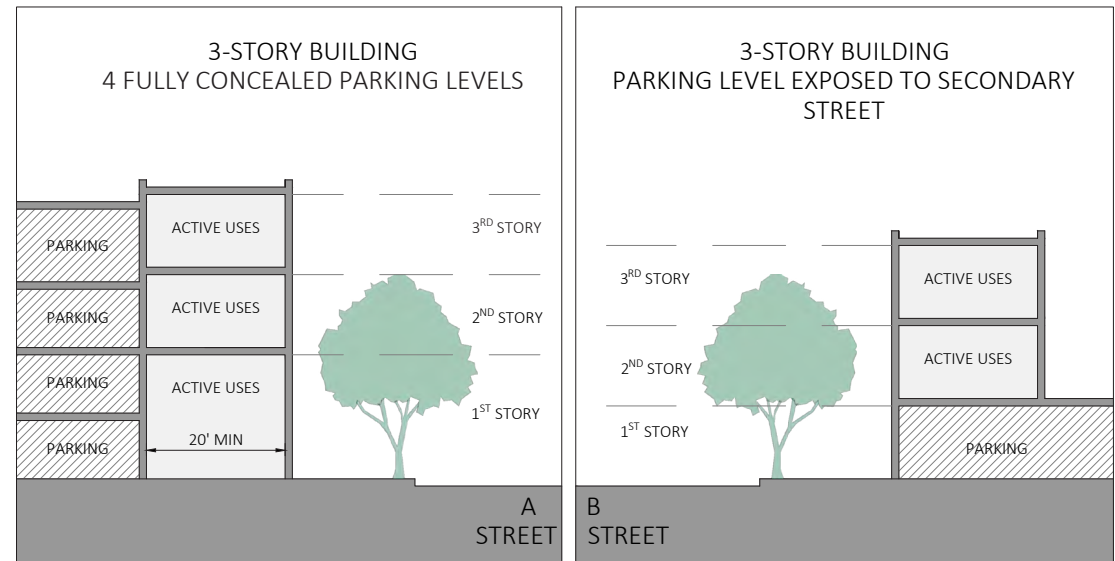 3-STORY BUILDING
4 FULLY CONCEALED PARKING LEVELS
ACTIVE USES
3RD STORY
PARKING
ACTIVE USES
2ND STORY
PARKING
PARKING
ACTIVE USES
1ST STORY
20' MIN
PARKING
A
STREET
3-STORY BUILDING
PARKING LEVEL EXPOSED TO SECONDARY
STREET
3RD STORY
ACTIVE USES
2ND STORY
ACTIVE USES
1ST STORY
PARKING
B
STREET